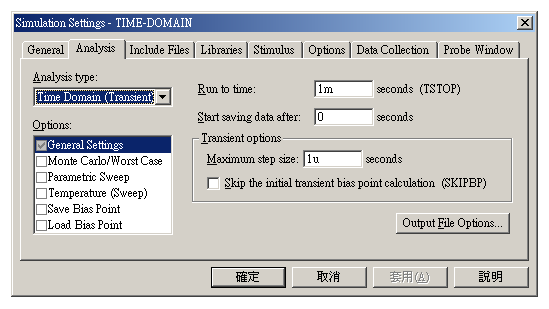 Simulation Settings - TIME-DOMAIN
General Analysis Include Files Libraries Stimulus Options Data Collection Probe Window
Analysis type:
Time Domain (Transient)
Options:
General Settings
Monte Carlo/Worst Case
Parametric Sweep
Temperature (Sweep)
Save Bias Point
Load Bias Point
Run to time: 1m seconds (TSTOP)
Start saving data after: 0 seconds
Transient options
Maximum step size: 1u seconds
Skip the initial transient bias point calculation (SKIPBP)
Output File Options...
確定 取消 套用(A) 說明